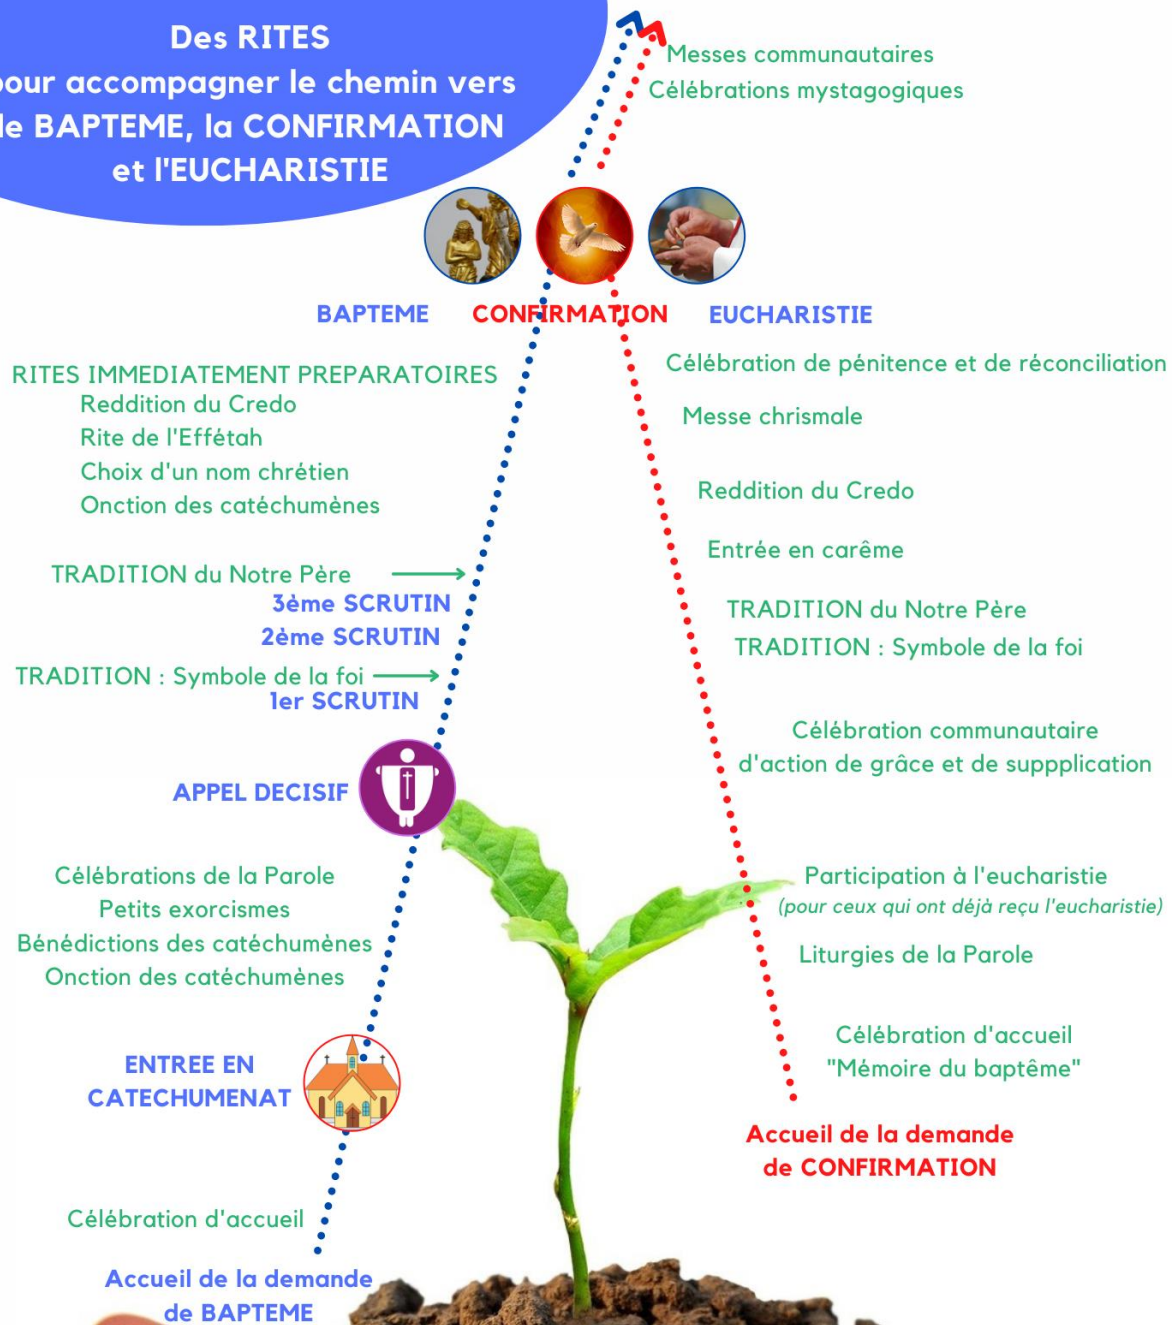 Des RITES
pour accompagner le chemin vers
le BAPTEME, la CONFIRMATION
et l'EUCHARISTIE
Messes communautaires
Célébrations mystagogiques
BAPTEME
CONFIRMATION
EUCHARISTIE
RITES IMMEDIATEMENT PREPARATOIRES
Reddition du Credo
Rite de l'Effétah
Choix d'un nom chrétien
Onction des catéchumènes
TRADITION du Notre Père
3ème SCRUTIN
2ème SCRUTIN
TRADITION : Symbole de la foi
1er SCRUTIN
APPEL DECISIF
Célébrations de la Parole
Petits exorcismes
Bénédictions des catéchumènes
Onction des catéchumènes
ENTREE EN
CATECHUMENAT
Célébration d'accueil
Accueil de la demande
de BAPTEME
Célébration de pénitence et de réconciliation
Messe chrismale
Reddition du Credo
Entrée en carême
TRADITION du Notre Père
TRADITION : Symbole de la foi
Célébration communautaire
d'action de grâce et de suppplication
Participation à l'eucharistie
(pour ceux qui ont déjà reçu l'eucharistie)
Liturgies de la Parole
Célébration d'accueil
"Mémoire du baptême"
Accueil de la demande
de CONFIRMATION